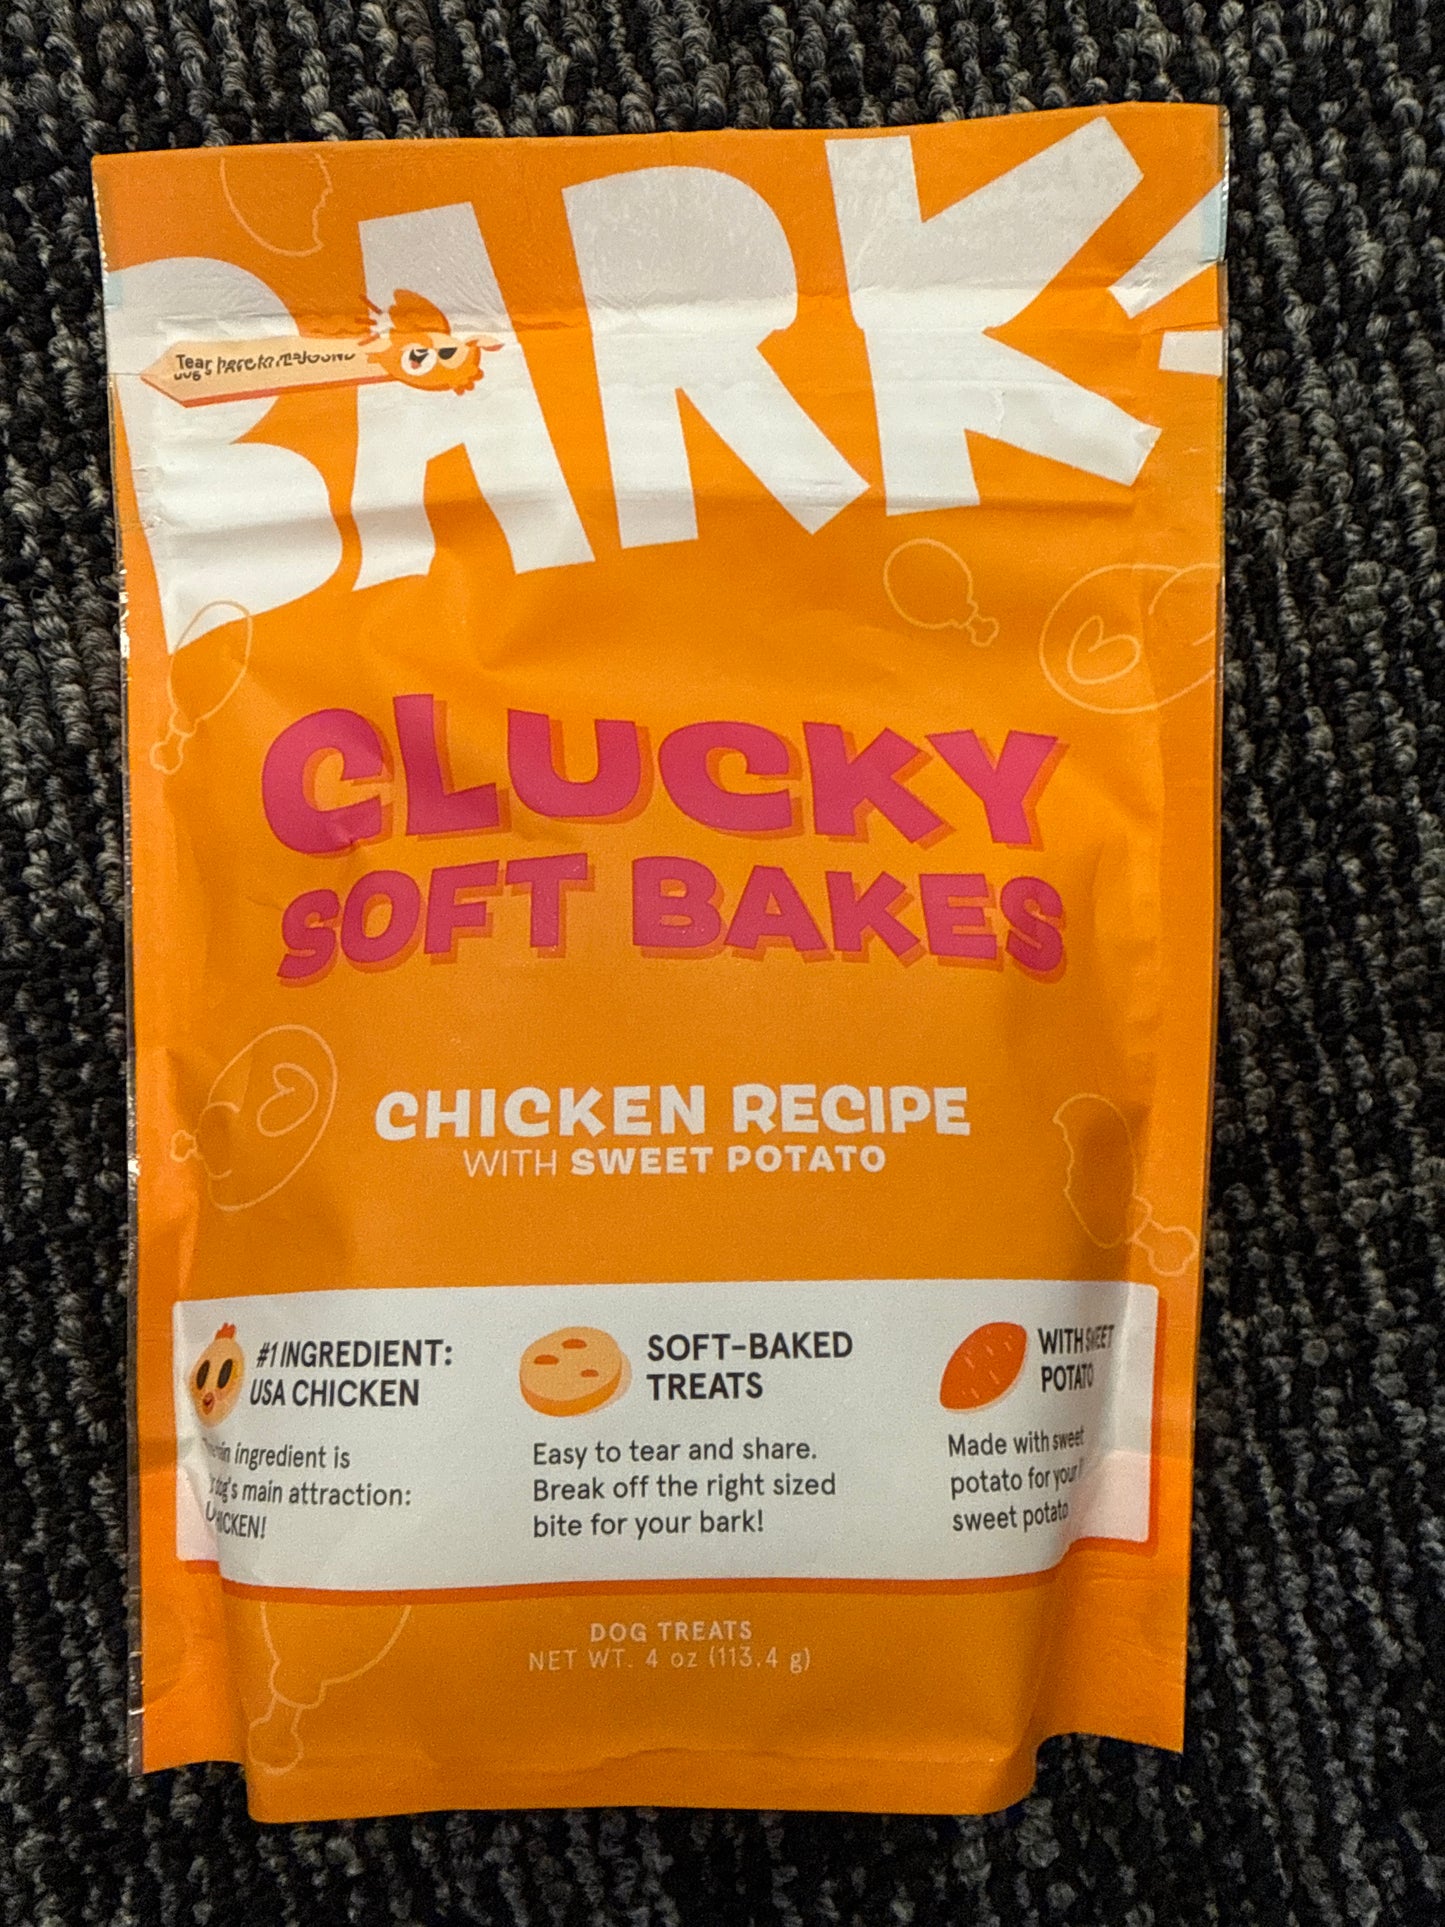 BARK
Tear here to
CLUCKY
SOFT BAKES
CHICKEN RECIPE
WITH SWEET POTATO
#1 INGREDIENT:
USA CHICKEN
ingredient is
dog's main attraction:
CHICKEN!
SOFT-BAKED
TREATS
Easy to tear and share.
Break off the right sized
bite for your bark!
WITH SWEET
POTATO
Made with sweet
potato for your
sweet potato
DOG TREATS
NET WT. 4 oz (113.4 g)